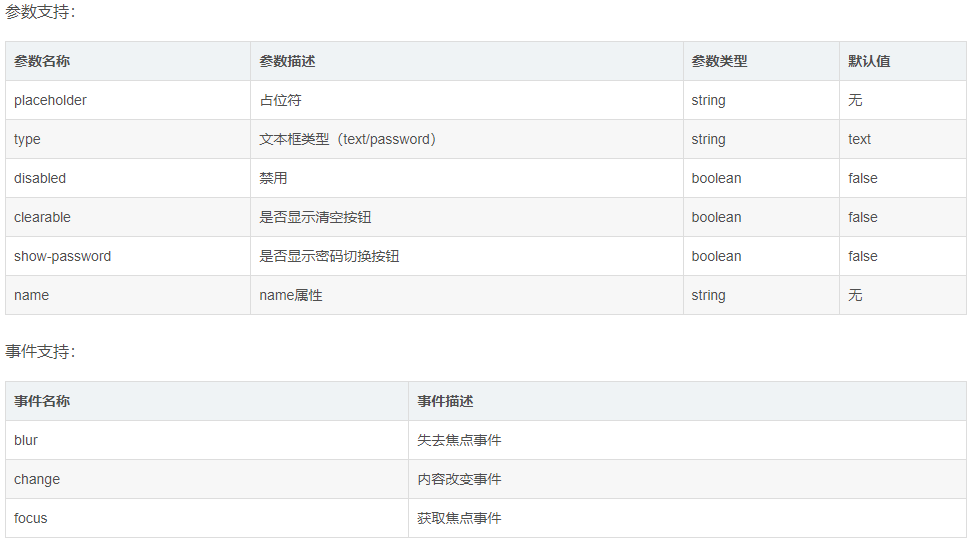 参数支持：
参数名称 参数描述 参数类型 默认值
placeholder 占位符 string 无
type 文本框类型（text/password） string text
disabled 禁用 boolean false
clearable 是否显示清空按钮 boolean false
show-password 是否显示密码切换按钮 boolean false
name name属性 string 无
事件支持：
事件名称 事件描述
blur 失去焦点事件
change 内容改变事件
focus 获取焦点事件